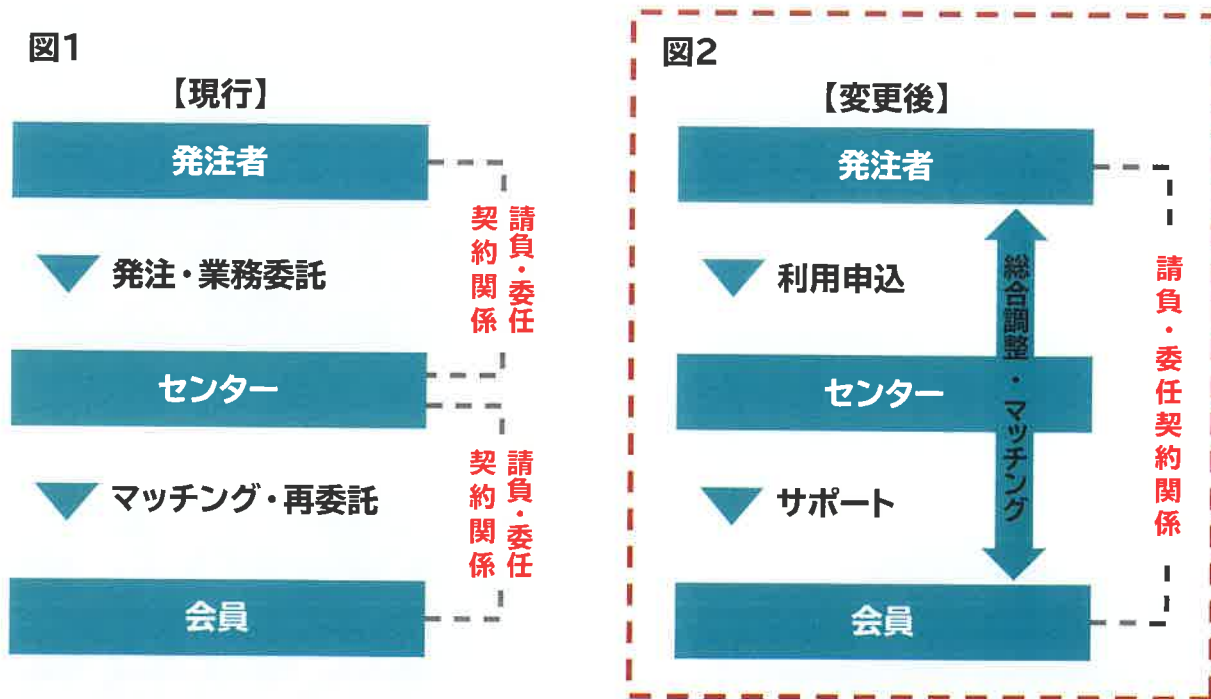 図1
【現行】
発注者
発注・業務委託
請負・委任
契約関係
センター
マッチング・再委託
請負・委任
契約関係
会員
図2
【変更後】
発注者
利用申込
総合調整・マッチング
請負・委任契約関係
センター
サポート
会員